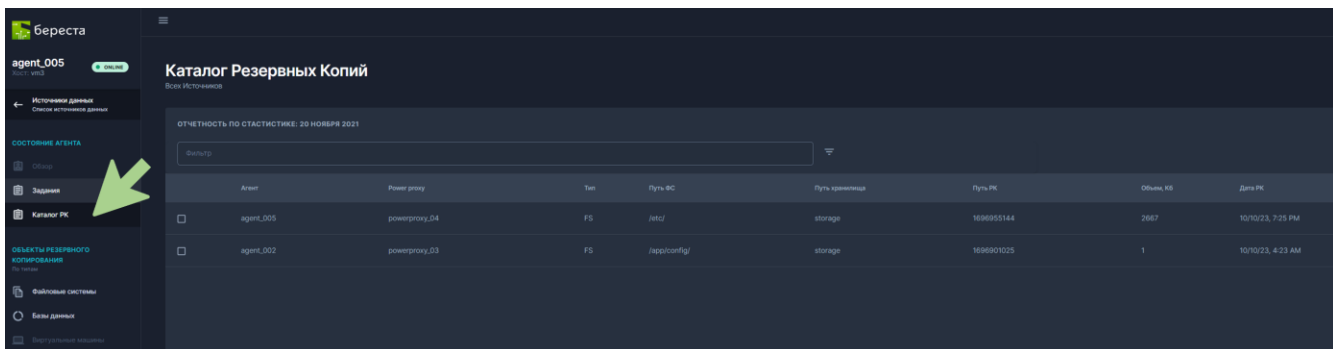 береста
agent_005
Хост: vm3
ONLINE
Источники данных
Список источников данных
СОСТОЯНИЕ АГЕНТА
Обзор
Задания
Каталог РК
ОБЪЕКТЫ РЕЗЕРВНОГО
КОПИРОВАНИЯ
По типам
Файловые системы
Базы данных
Виртуальные машины
Каталог Резервных Копий
Всех Источников
ОТЧЕТНОСТЬ ПО СТАСТИСТИКЕ: 20 НОЯБРЯ 2021
Фильтр
Агент Power proxy Тип Путь ФС Путь хранилища Путь РК Объем, КБ Дата РК
agent_005 powerproxy_04 FS /etc/ storage 1696955144 2667 10/10/23, 7:25 PM
agent_002 powerproxy_03 FS /app/config/ storage 1696901025 1 10/10/23, 4:23 AM